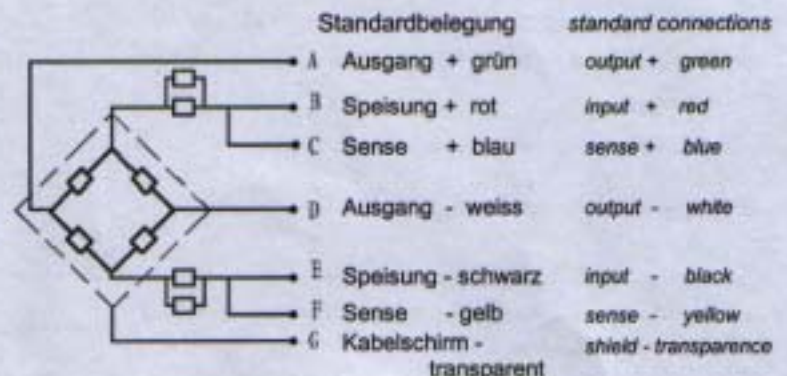 Standardbelegung standard connections
A Ausgang + grün output + green
B Speisung + rot input + red
C Sense + blau sense + blue
D Ausgang - weiss output - white
E Speisung - schwarz input - black
F Sense - gelb sense - yellow
G Kabelschirm - shield - transparence
transparent